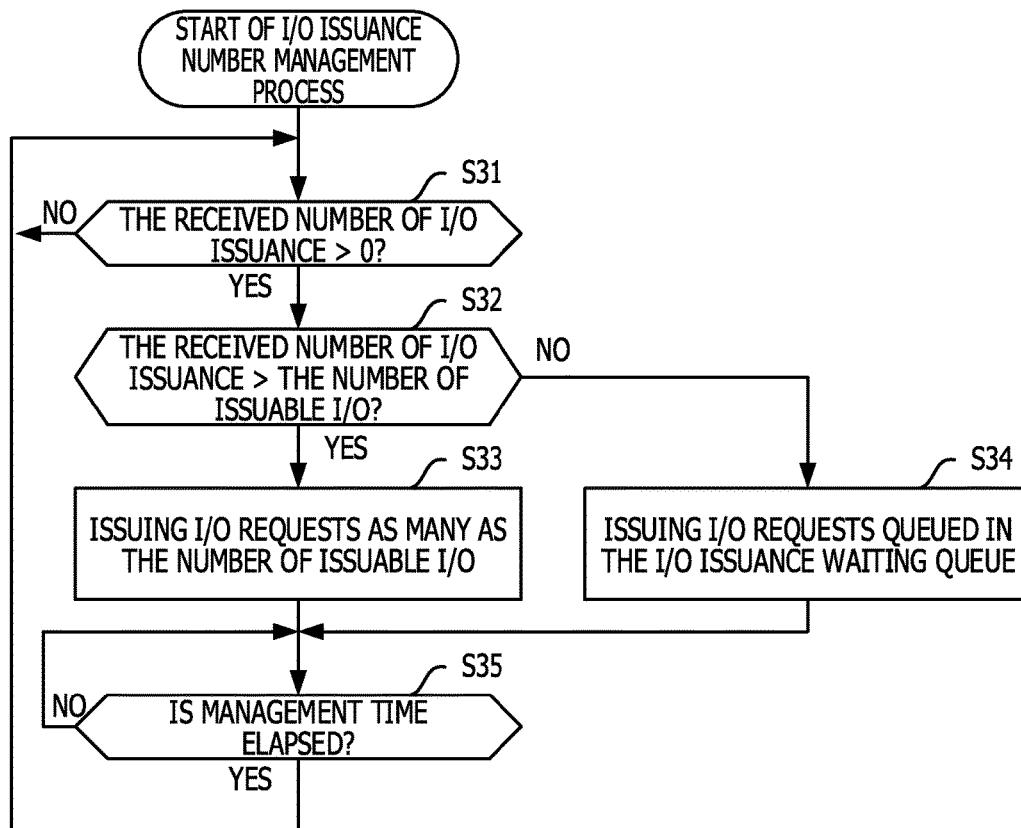 START OF I/O ISSUANCE
NUMBER MANAGEMENT
PROCESS
S31
NO
THE RECEIVED NUMBER OF I/O
ISSUANCE > 0?
YES
S32
THE RECEIVED NUMBER OF I/O
ISSUANCE > THE NUMBER OF
ISSUABLE I/O?
NO
YES
S33
ISSUING I/O REQUESTS AS MANY AS
THE NUMBER OF ISSUABLE I/O
S34
ISSUING I/O REQUESTS QUEUED IN
THE I/O ISSUANCE WAITING QUEUE
S35
NO
IS MANAGEMENT TIME
ELAPSED?
YES